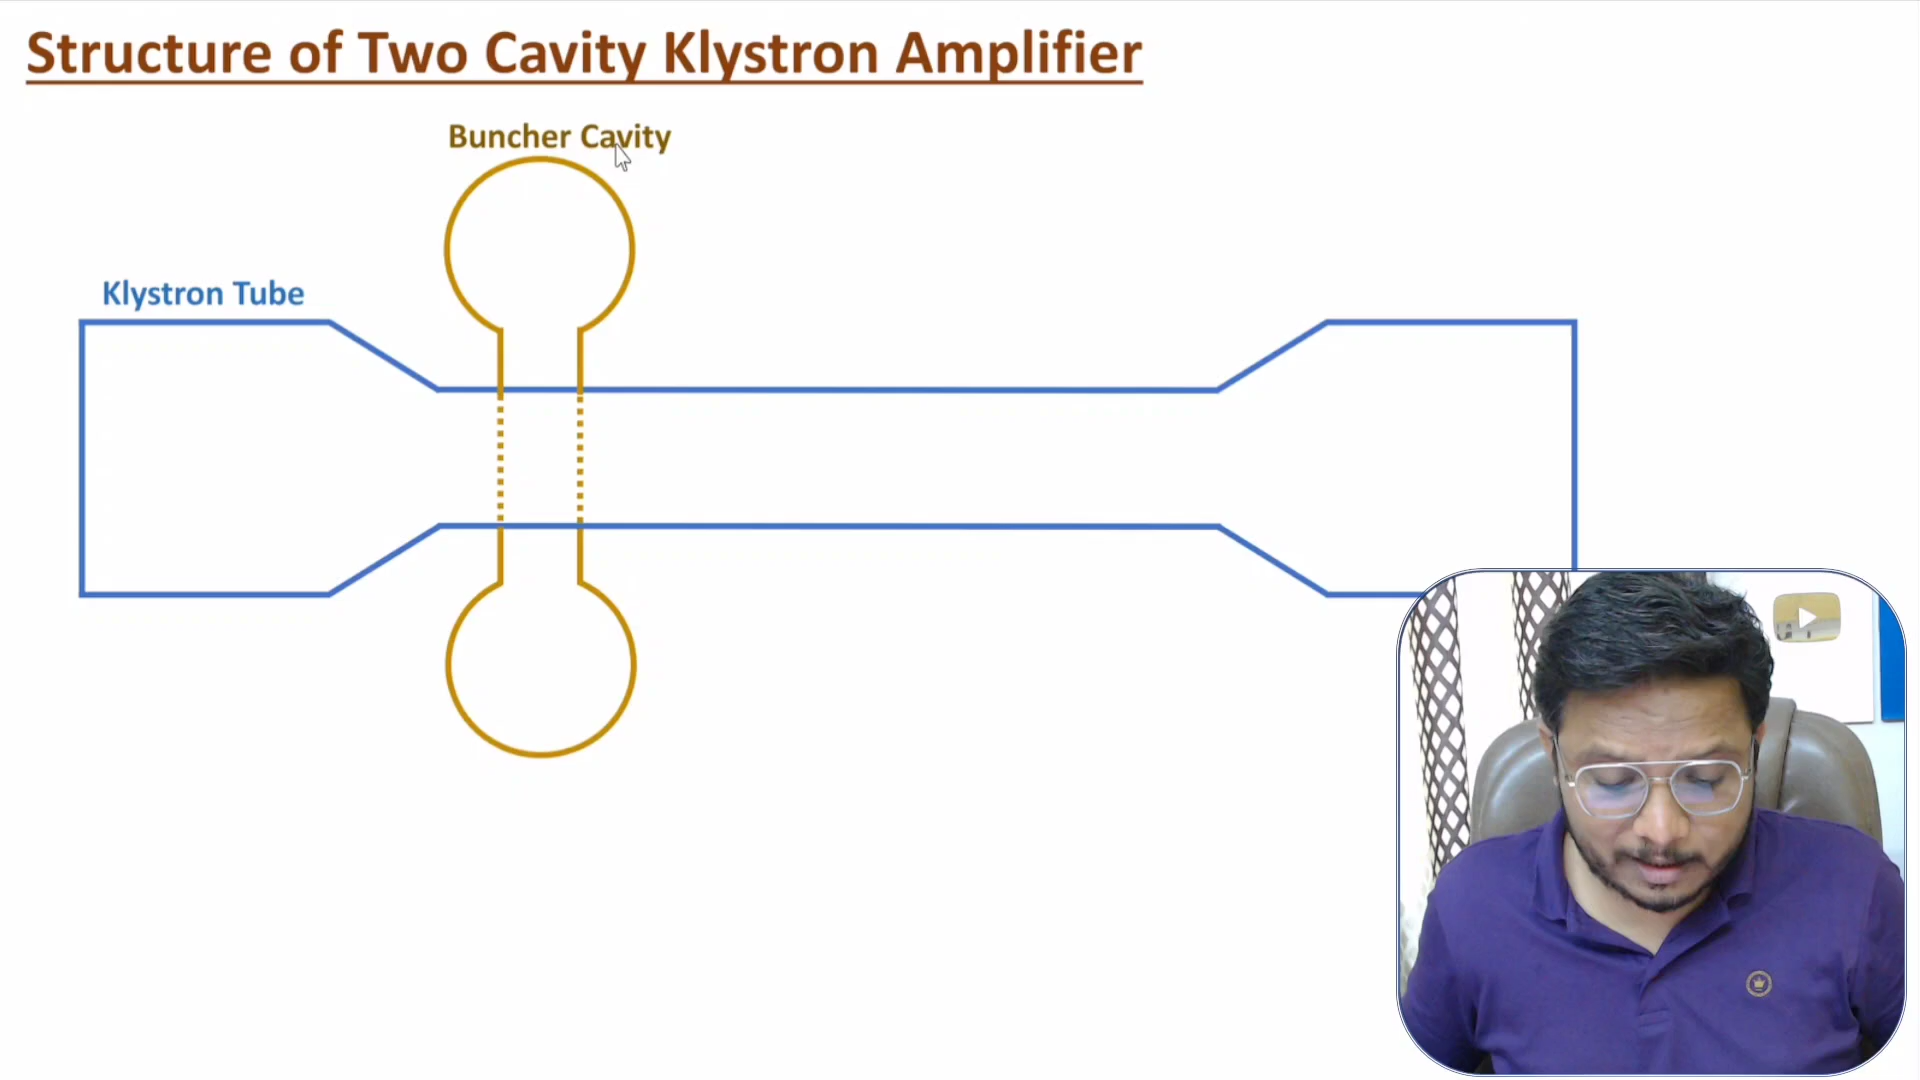 Structure of Two Cavity Klystron Amplifier
Buncher Cavity
Klystron Tube